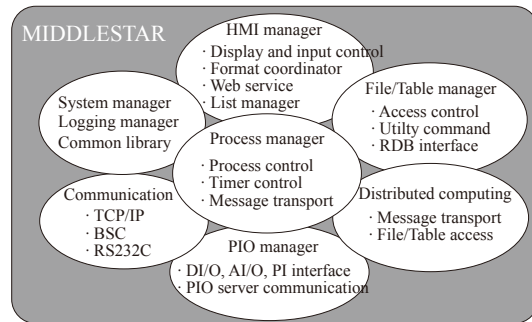 MIDDLESTAR
HMI manager
· Display and input control
· Format coordinator
· Web service
· List manager
System manager
Logging manager
Common library
File/Table manager
· Access control
· Utilty command
· RDB interface
Process manager
· Process control
· Timer control
· Message transport
Communication
· TCP/IP
· BSC
· RS232C
Distributed computing
· Message transport
· File/Table access
PIO manager
· DI/O, AI/O, PI interface
· PIO server communication